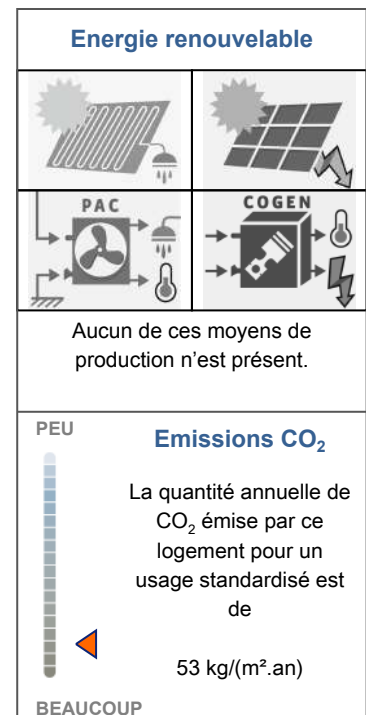 Energie renouvelable
PAC
COGEN
Aucun de ces moyens de
production n'est présent.
PEU
Emissions CO₂
La quantité annuelle de
CO₂ émise par ce
logement pour un
usage standardisé est
de
53 kg/(m².an)
BEAUCOUP